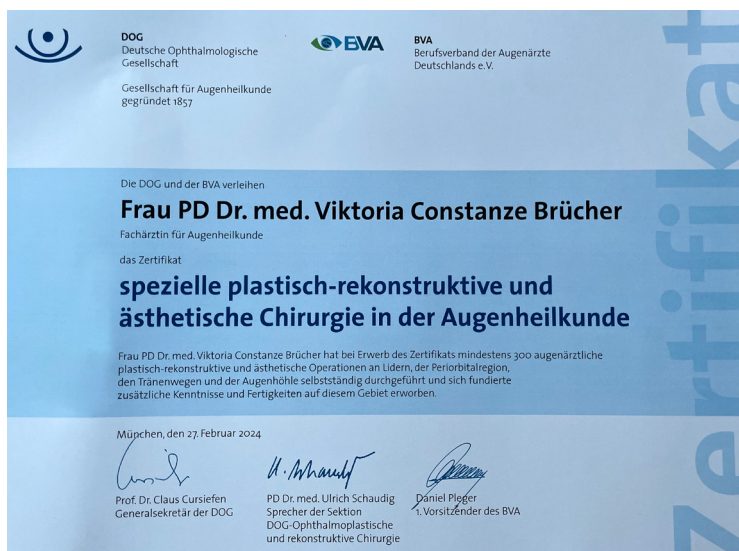 DOG
Deutsche Ophthalmologische
Gesellschaft
Gesellschaft für Augenheilkunde
gegründet 1857
BVA
BVA
Berufsverband der Augenärzte
Deutschlands e.V.
Zertifikat
Die DOG und der BVA verleihen
Frau PD Dr. med. Viktoria Constanze Brücher
Fachärztin für Augenheilkunde
das Zertifikat
spezielle plastisch-rekonstruktive und
ästhetische Chirurgie in der Augenheilkunde
Frau PD Dr. med. Viktoria Constanze Brücher hat bei Erwerb des Zertifikats mindestens 300 augenärztliche
plastisch-rekonstruktive und ästhetische Operationen an Lidern, der Periorbitalregion,
den Tränenwegen und der Augenhöhle selbstständig durchgeführt und sich fundierte
zusätzliche Kenntnisse und Fertigkeiten auf diesem Gebiet erworben.
München, den 27. Februar 2024
Prof. Dr. Claus Cursiefen
Generalsekretär der DOG
PD Dr. med. Ulrich Schaudig
Sprecher der Sektion
DOG-Ophthalmoplastische
und rekonstruktive Chirurgie
Daniel Pleger
1. Vorsitzender des BVA